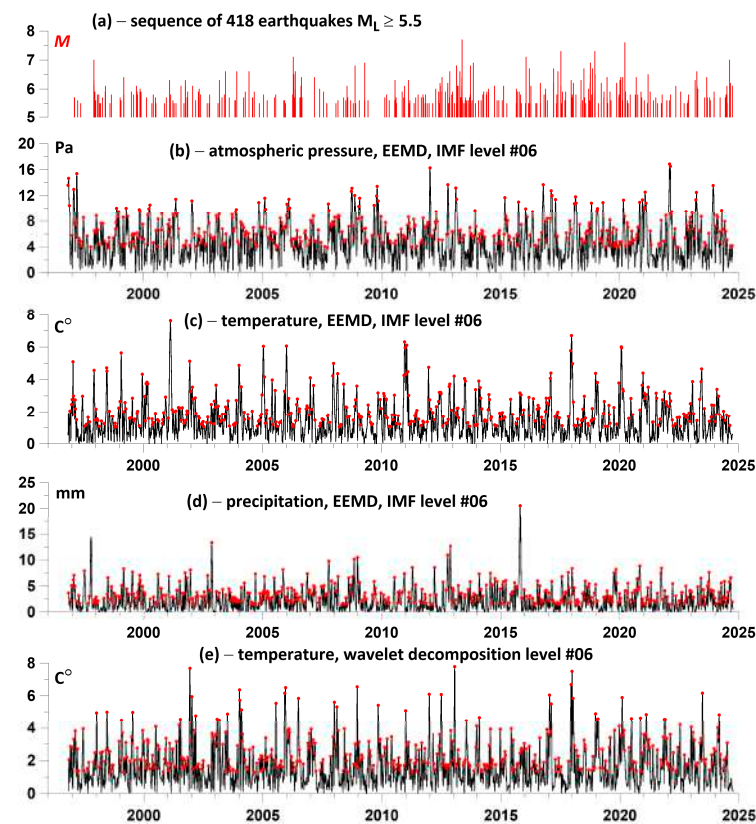 (a) – sequence of 418 earthquakes ML ≥ 5.5
8
M
7
6
5
20
Pa
(b) – atmospheric pressure, EEMD, IMF level #06
16
12
8
4
0
2000 2005 2010 2015 2020 2025
8
C°
(c) – temperature, EEMD, IMF level #06
6
4
2
0
2000 2005 2010 2015 2020 2025
25
mm
(d) – precipitation, EEMD, IMF level #06
20
15
10
5
0
2000 2005 2010 2015 2020 2025
(e) – temperature, wavelet decomposition level #06
8
C°
6
4
2
0
2000 2005 2010 2015 2020 2025